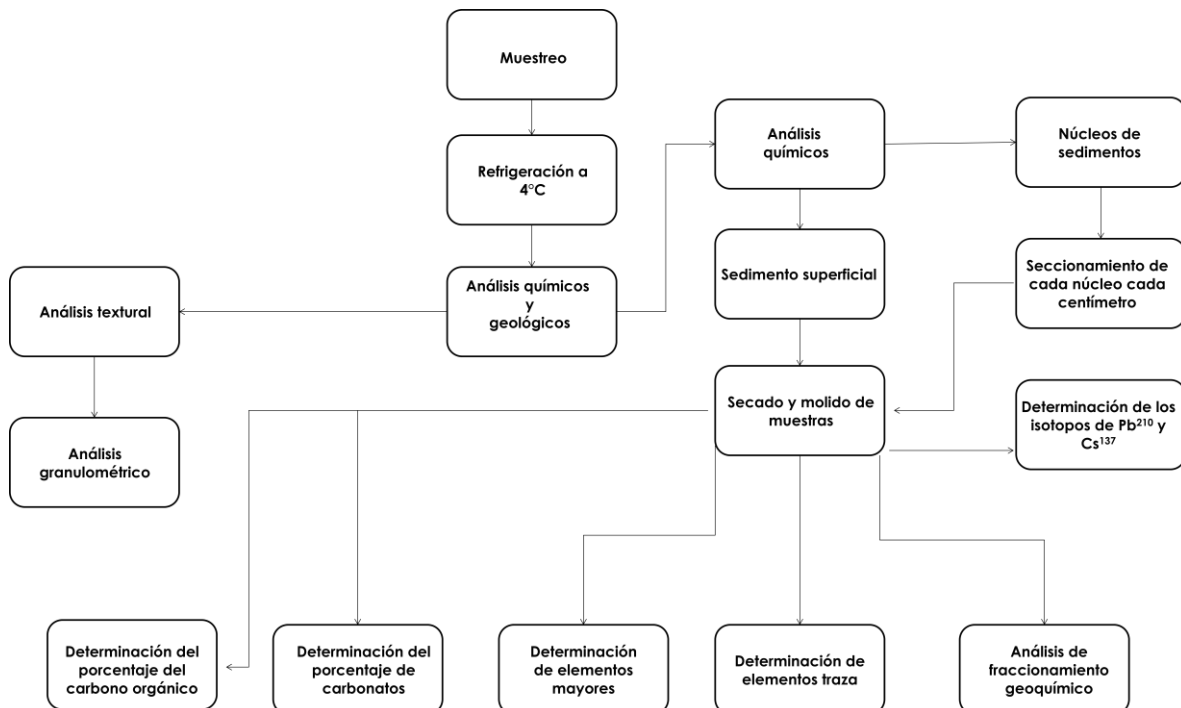 Muestreo
Refrigeración a
4°C
Análisis químicos
y
geológicos
Análisis textural
Análisis
granulométrico
Análisis
químicos
Núcleos de
sedimentos
Sedimento superficial
Seccionamiento de
cada núcleo cada
centímetro
Secado y molido de
muestras
Determinación de los
isotopos de Pb²¹⁰ y
Cs¹³⁷
Determinación del
porcentaje del
carbono orgánico
Determinación del
porcentaje de
carbonatos
Determinación
de elementos
mayores
Determinación de
elementos traza
Análisis de
fraccionamiento
geoquímico